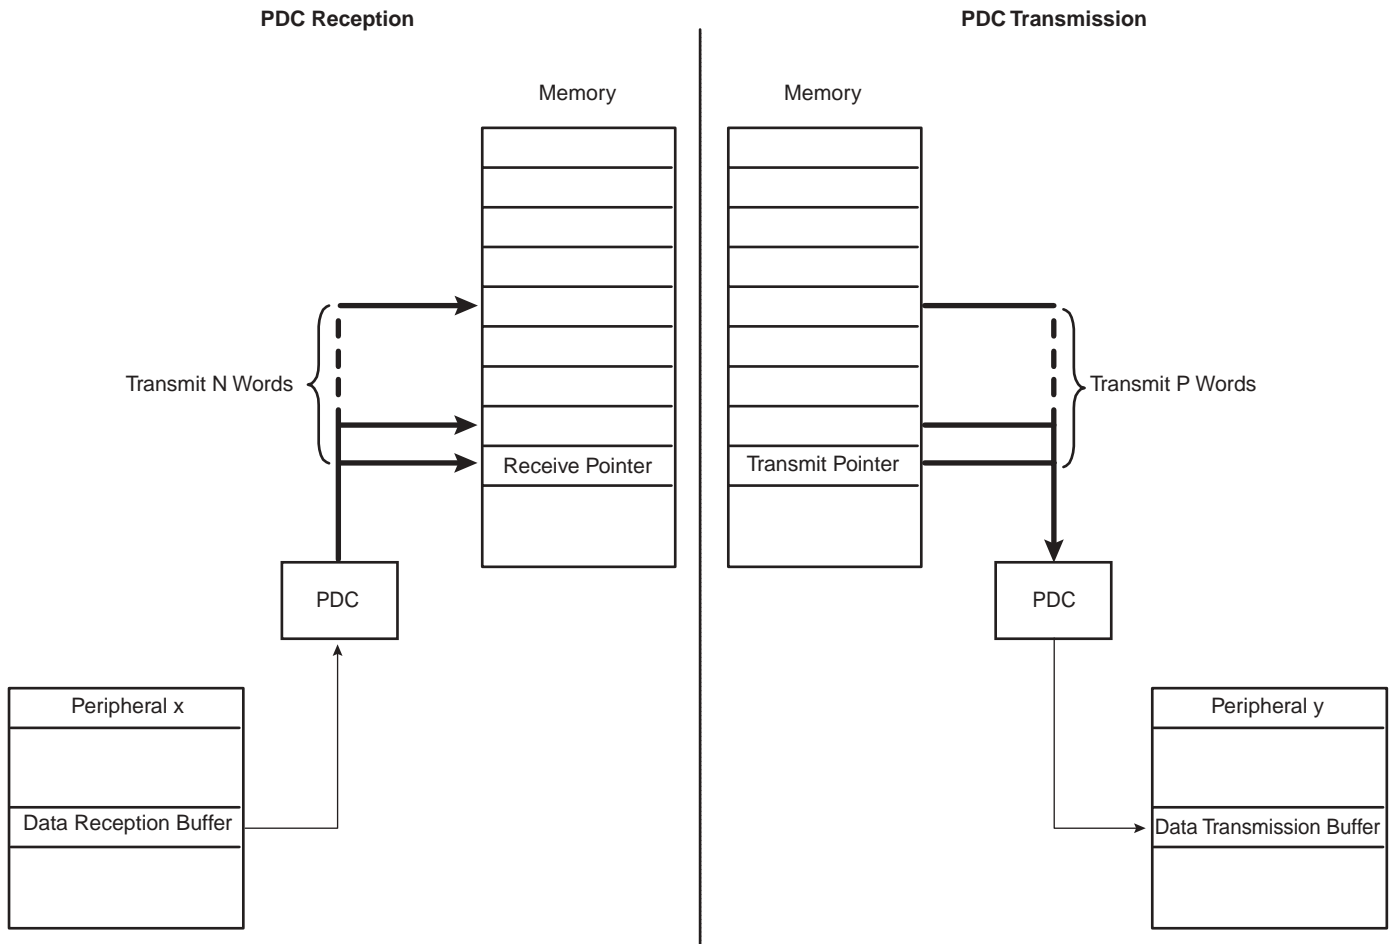 PDC Reception
PDC Transmission
Memory
Memory
Transmit N Words
Transmit P Words
Receive Pointer
Transmit Pointer
PDC
PDC
Peripheral x
Peripheral y
Data Reception Buffer
Data Transmission Buffer